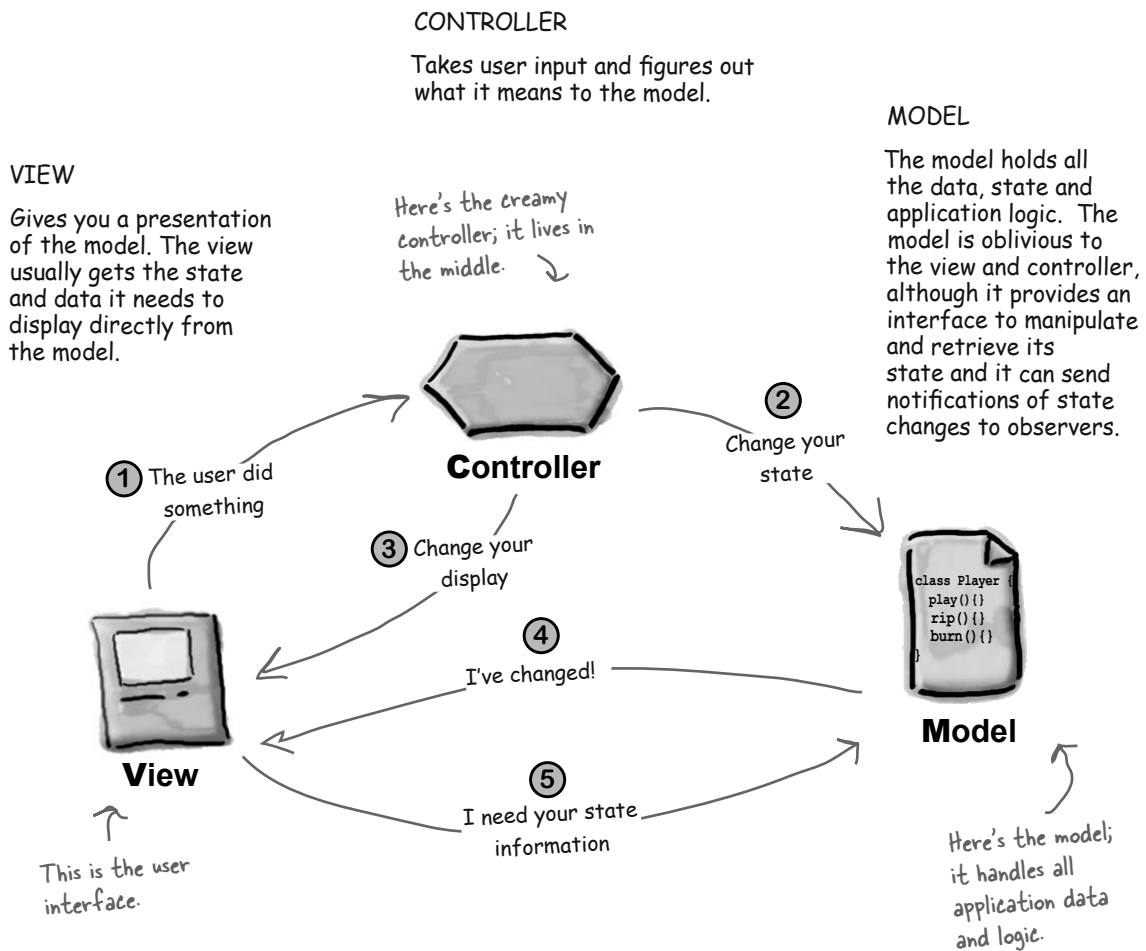 CONTROLLER
Takes user input and figures out
what it means to the model.
MODEL
The model holds all
the data, state and
application logic.  The
model is oblivious to
the view and controller,
although it provides an
interface to manipulate
and retrieve its
state and it can send
notifications of state
changes to observers.
VIEW
Gives you a presentation
of the model. The view
usually gets the state
and data it needs to
display directly from
the model.
Here's the creamy
controller; it lives in
the middle.
Controller
1 The user did
something
2
Change your
state
3 Change your
display
class Player {
play(){}
rip(){}
burn(){}
}
4
I've changed!
Model
View
5
I need your state
information
This is the user
interface.
Here's the model;
it handles all
application data
and logic.